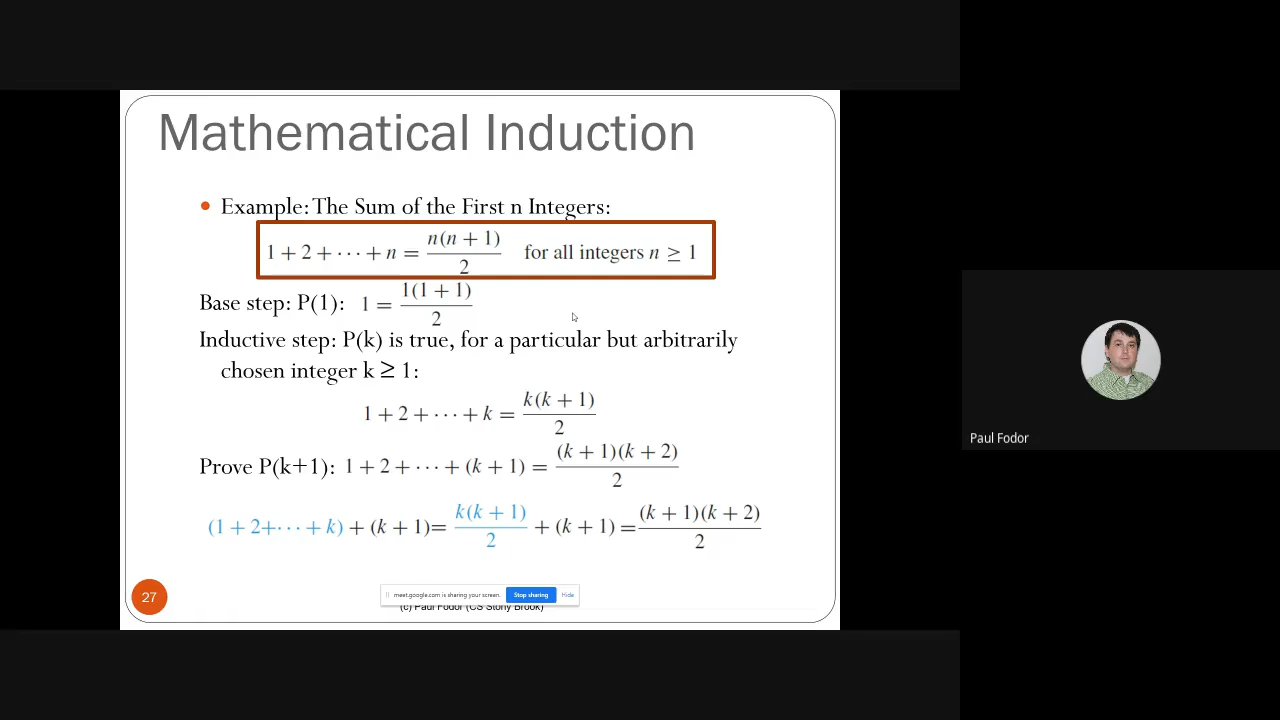 Mathematical Induction
• Example: The Sum of the First n Integers:
1 + 2 + ··· + n = n(n + 1)/2 for all integers n ≥ 1
Base step: P(1): 1 = 1(1 + 1)/2
Inductive step: P(k) is true, for a particular but arbitrarily
chosen integer k ≥ 1:
1 + 2 + ··· + k = k(k + 1)/2
Prove P(k+1): 1 + 2 + ··· + (k + 1) = (k + 1)(k + 2)/2
(1 + 2+··· + k) + (k + 1)= k(k + 1)/2 + (k + 1) = (k + 1)(k + 2)/2
27
meet.google.com is sharing your screen. Stop sharing Hide
(c) Paul Fodor (CS Stony Brook)
Paul Fodor